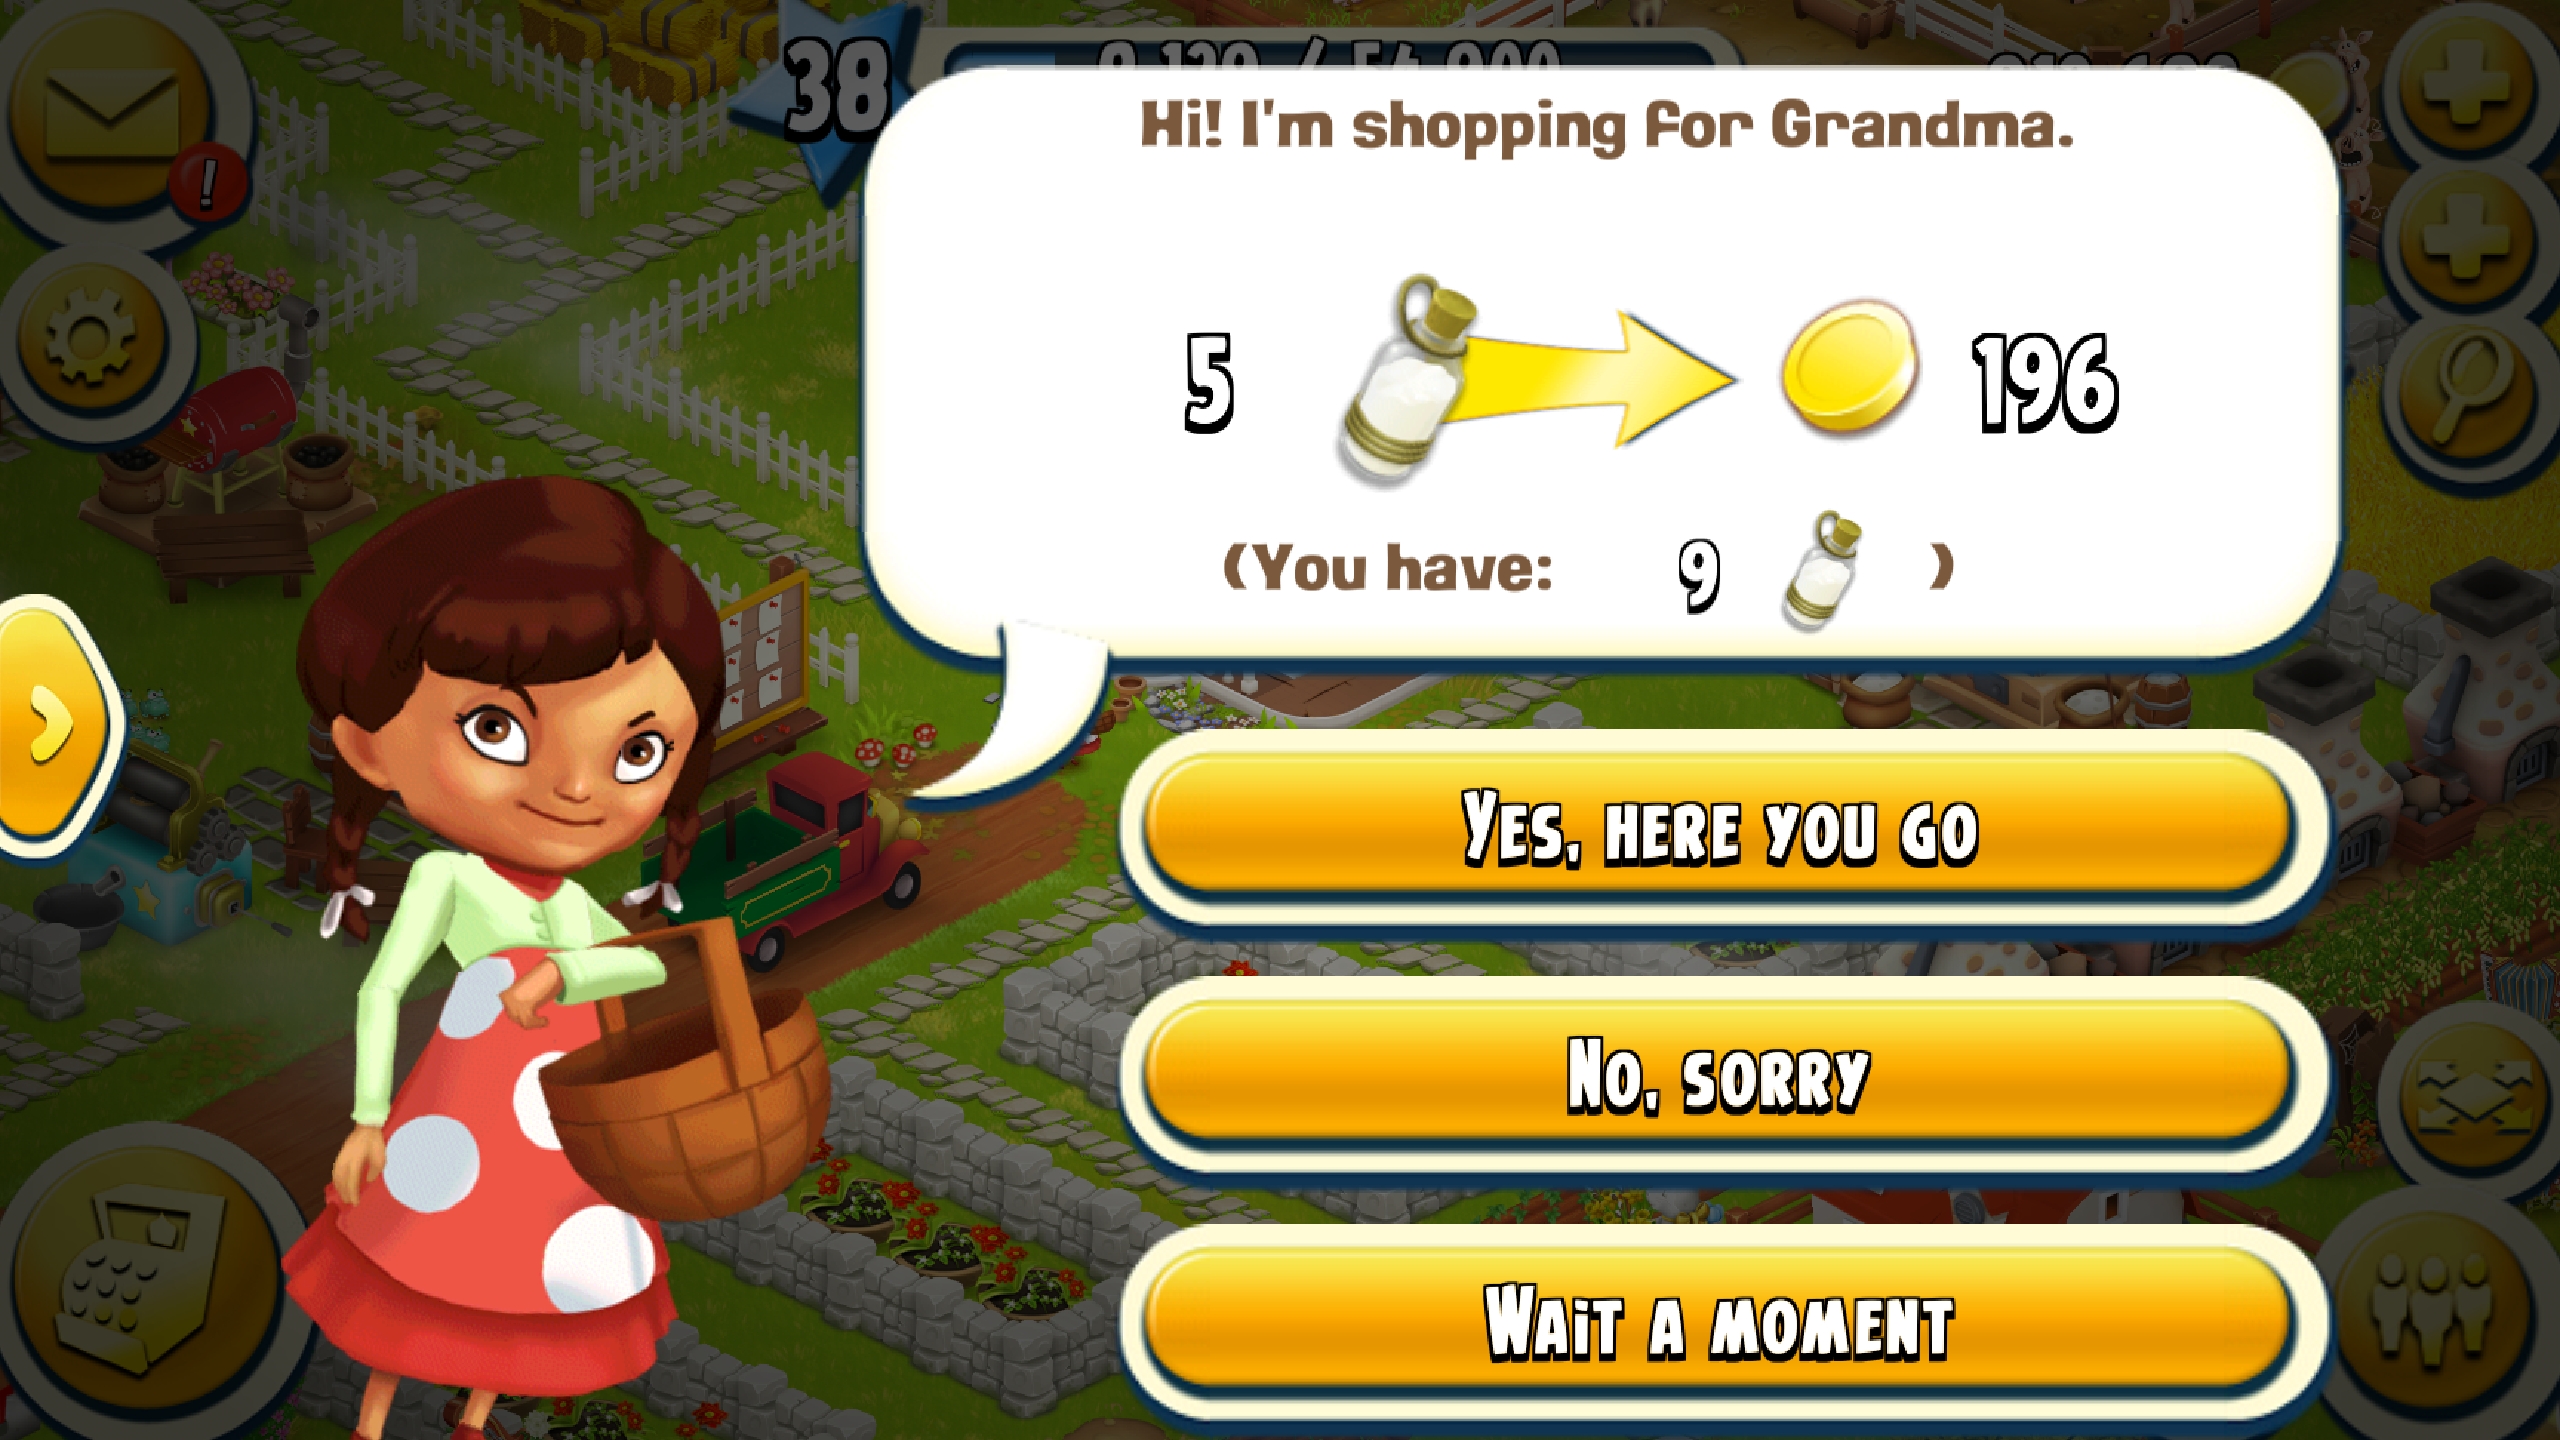 38
Hi! I'm shopping for Grandma.
5 196
(You have: 9 )
Yes, here you go
No, sorry
Wait a moment